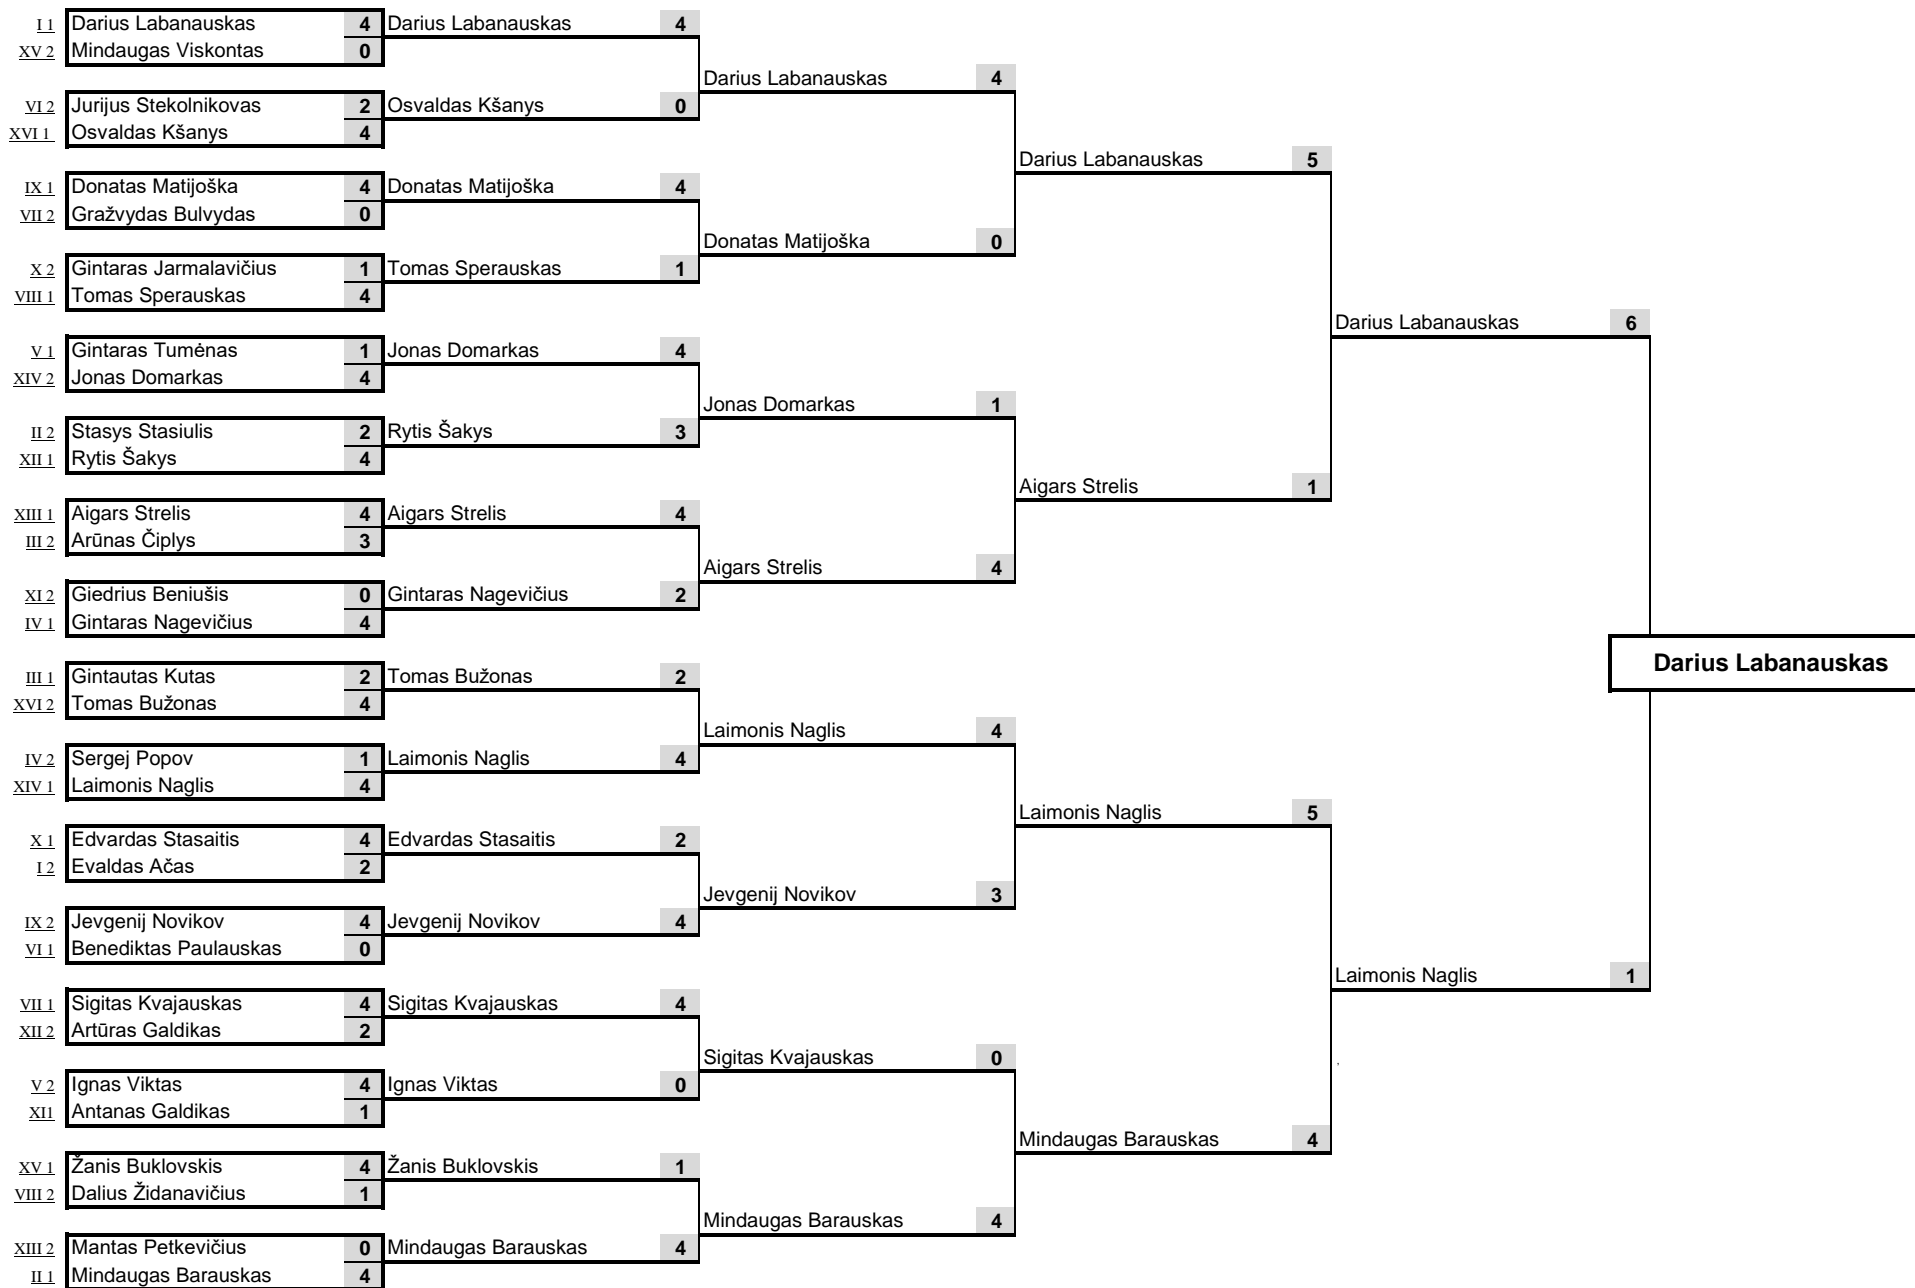 I 1 Darius Labanauskas 4 Darius Labanauskas 4
XV 2 Mindaugas Viskontas 0
Darius Labanauskas 4
VI 2 Jurijus Stekolnikovas 2 Osvaldas Kšanys 0
XVI 1 Osvaldas Kšanys 4
Darius Labanauskas 5
IX 1 Donatas Matijoška 4 Donatas Matijoška 4
VII 2 Gražvydas Bulvydas 0
Donatas Matijoška 0
X 2 Gintaras Jarmalavičius 1 Tomas Sperauskas 1
VIII 1 Tomas Sperauskas 4
Darius Labanauskas 6
V 1 Gintaras Tumėnas 1 Jonas Domarkas 4
XIV 2 Jonas Domarkas 4
Jonas Domarkas 1
II 2 Stasys Stasiulis 2 Rytis Šakys 3
XII 1 Rytis Šakys 4
Aigars Strelis 1
XIII 1 Aigars Strelis 4 Aigars Strelis 4
III 2 Arūnas Čiplys 3
Aigars Strelis 4
XI 2 Giedrius Beniušis 0 Gintaras Nagevičius 2
IV 1 Gintaras Nagevičius 4
Darius Labanauskas
III 1 Gintautas Kutas 2 Tomas Bužonas 2
XVI 2 Tomas Bužonas 4
Laimonis Naglis 4
IV 2 Sergej Popov 1 Laimonis Naglis 4
XIV 1 Laimonis Naglis 4
Laimonis Naglis 5
X 1 Edvardas Stasaitis 4 Edvardas Stasaitis 2
I 2 Evaldas Ačas 2
Jevgenij Novikov 3
IX 2 Jevgenij Novikov 4 Jevgenij Novikov 4
VI 1 Benediktas Paulauskas 0
Laimonis Naglis 1
VII 1 Sigitas Kvajauskas 4 Sigitas Kvajauskas 4
XII 2 Artūras Galdikas 2
Sigitas Kvajauskas 0
V 2 Ignas Viktas 4 Ignas Viktas 0
XI1 Antanas Galdikas 1
Mindaugas Barauskas 4
XV 1 Žanis Buklovskis 4 Žanis Buklovskis 1
VIII 2 Dalius Židanavičius 1
Mindaugas Barauskas 4
XIII 2 Mantas Petkevičius 0 Mindaugas Barauskas 4
II 1 Mindaugas Barauskas 4